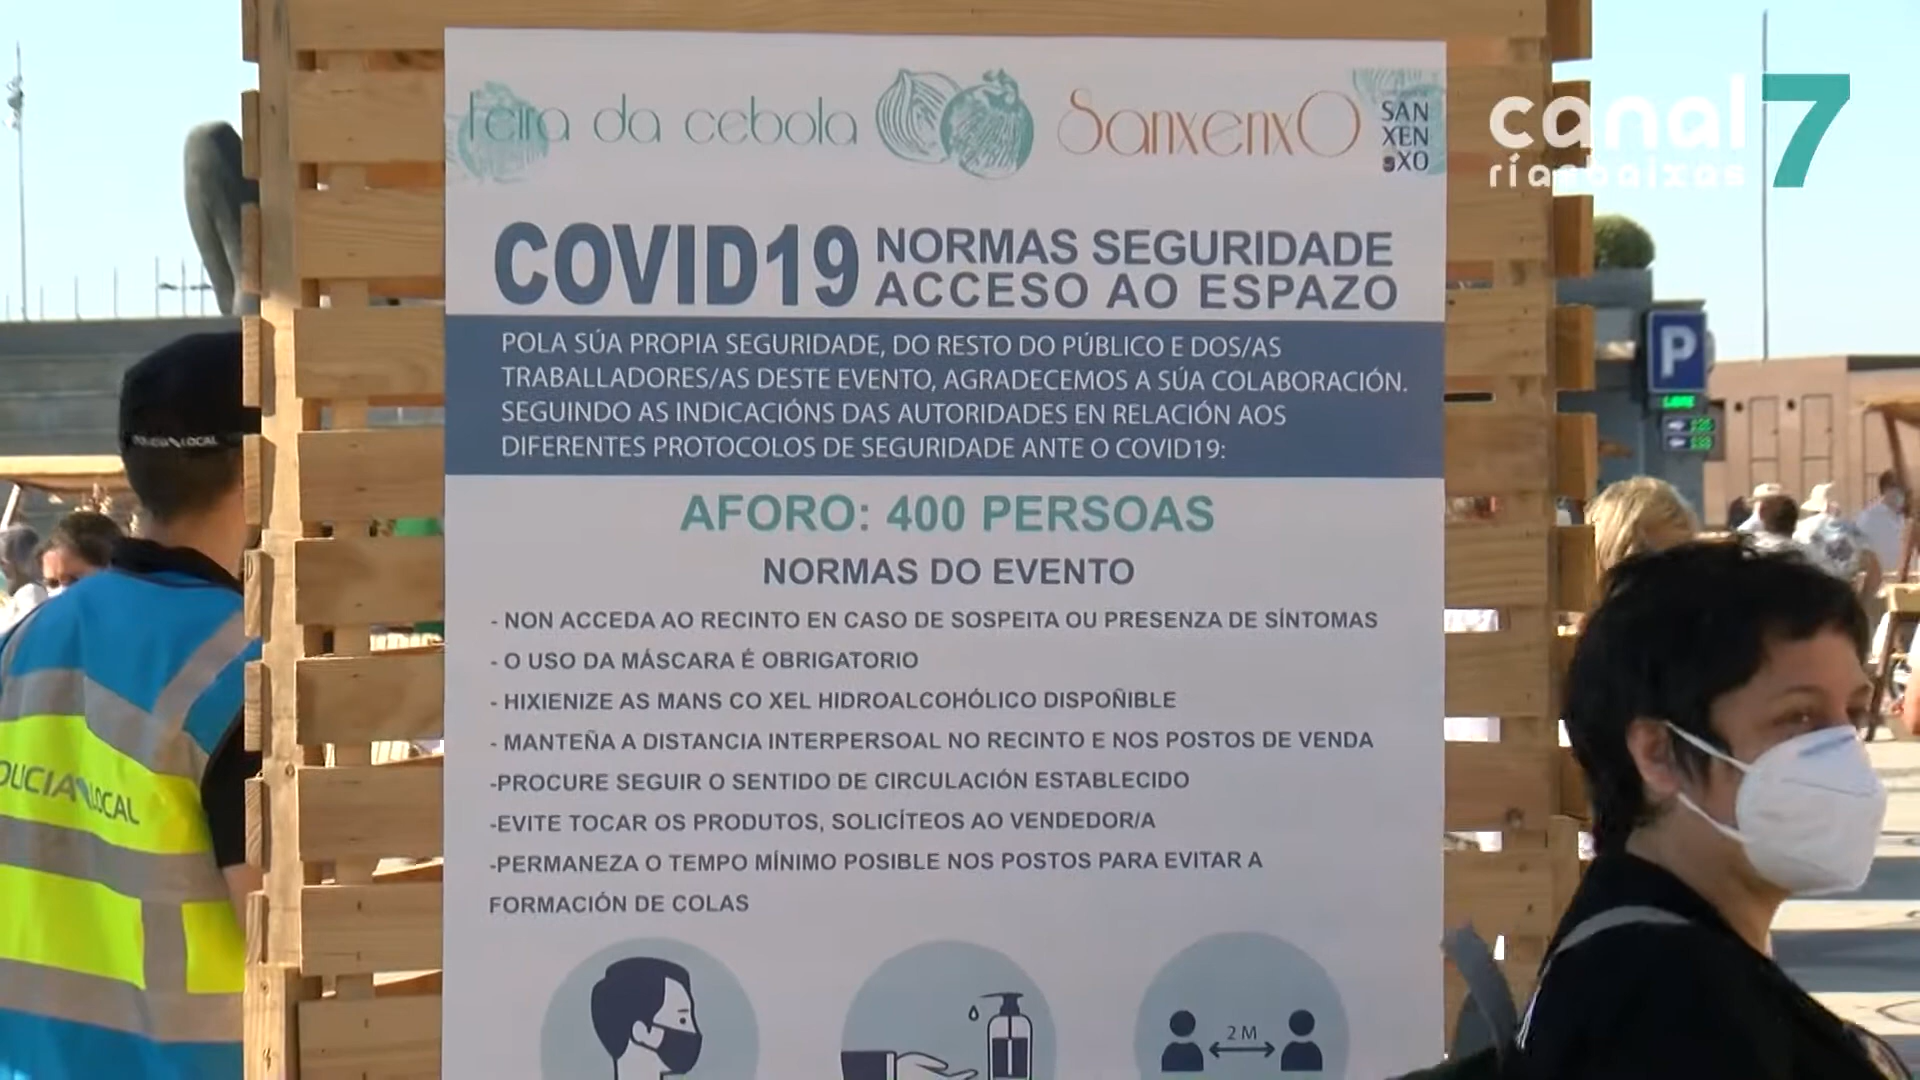 Feira da cebola
SanxenxO
SAN
XEN
XO
canal 7
rías baixas
COVID19 NORMAS SEGURIDADE
ACCESO AO ESPAZO
POLA SÚA PROPIA SEGURIDADE, DO RESTO DO PÚBLICO E DOS/AS
TRABALLADORES/AS DESTE EVENTO, AGRADECEMOS A SÚA COLABORACIÓN.
SEGUINDO AS INDICACIÓNS DAS AUTORIDADES EN RELACIÓN AOS
DIFERENTES PROTOCOLOS DE SEGURIDADE ANTE O COVID19:
AFORO: 400 PERSOAS
NORMAS DO EVENTO
- NON ACCEDA AO RECINTO EN CASO DE SOSPEITA OU PRESENZA DE SÍNTOMAS
- O USO DA MÁSCARA É OBRIGATORIO
- HIXIENIZE AS MANS CO XEL HIDROALCOHÓLICO DISPOÑIBLE
- MANTEÑA A DISTANCIA INTERPERSOAL NO RECINTO E NOS POSTOS DE VENDA
-PROCURE SEGUIR O SENTIDO DE CIRCULACIÓN ESTABLECIDO
-EVITE TOCAR OS PRODUTOS, SOLICÍTEOS AO VENDEDOR/A
-PERMANEZA O TEMPO MÍNIMO POSIBLE NOS POSTOS PARA EVITAR A
FORMACIÓN DE COLAS
2 M
P
POLICIA LOCAL
OLICIA LOCAL